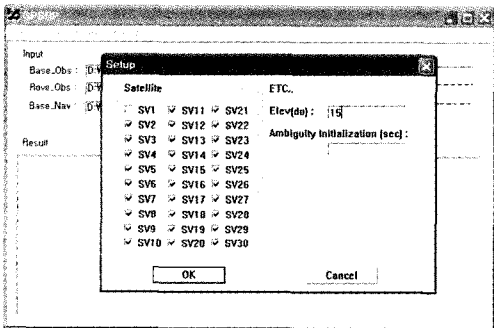 Input
Base_Obs :
Rove_Obs :
Base_Nav :
Result
Setup
Satellite
SV1 SV11 SV21
SV2 SV12 SV22
SV3 SV13 SV23
SV4 SV14 SV24
SV5 SV15 SV25
SV6 SV16 SV26
SV7 SV17 SV27
SV8 SV18 SV28
SV9 SV19 SV29
SV10 SV20 SV30
ETC..
Elev(do) : 15
Ambiguity Initialization (sec) :
OK
Cancel